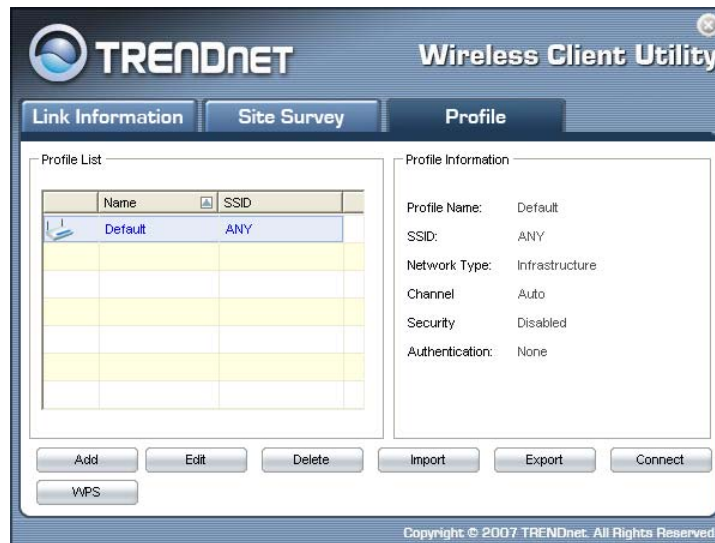 TRENDnet
Wireless Client Utility
Link Information
Site Survey
Profile
Profile List
Name
SSID
Default
ANY
Profile Information
Profile Name: Default
SSID: ANY
Network Type: Infrastructure
Channel Auto
Security Disabled
Authentication: None
Add
Edit
Delete
Import
Export
Connect
WPS
Copyright © 2007 TRENDnet. All Rights Reserved